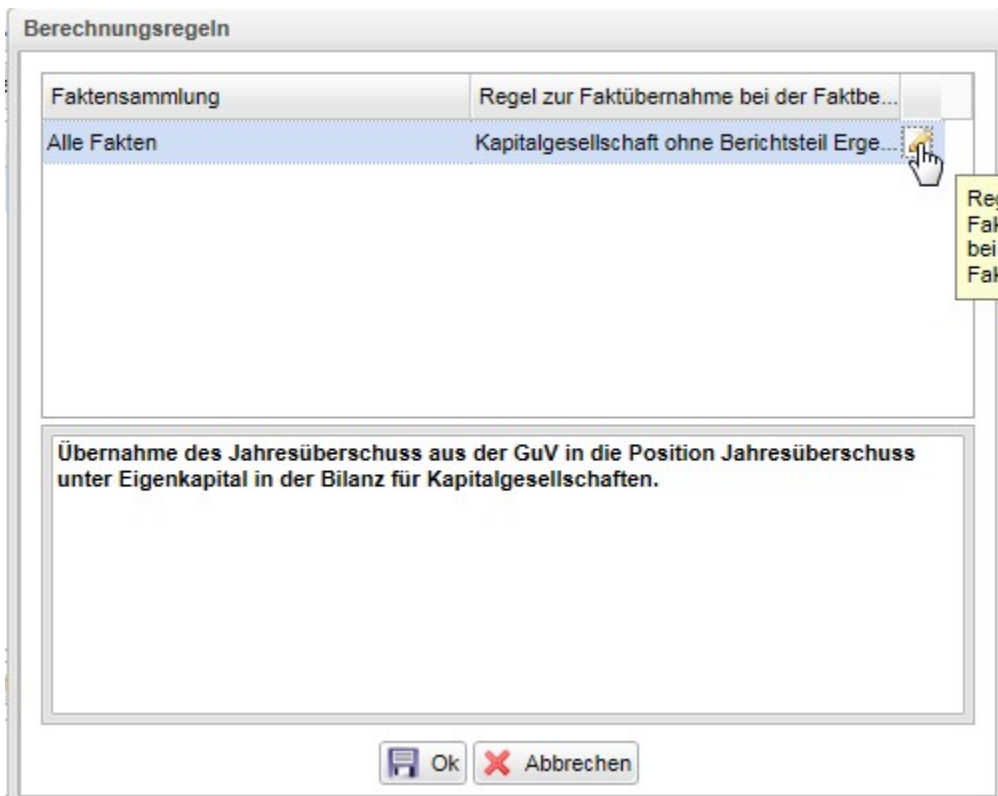 Berechnungsregeln
Faktensammlung Regel zur Faktübernahme bei der Faktbe...
Alle Fakten Kapitalgesellschaft ohne Berichtsteil Erge...
Übernahme des Jahresüberschuss aus der GuV in die Position Jahresüberschuss
unter Eigenkapital in der Bilanz für Kapitalgesellschaften.
Ok Abbrechen